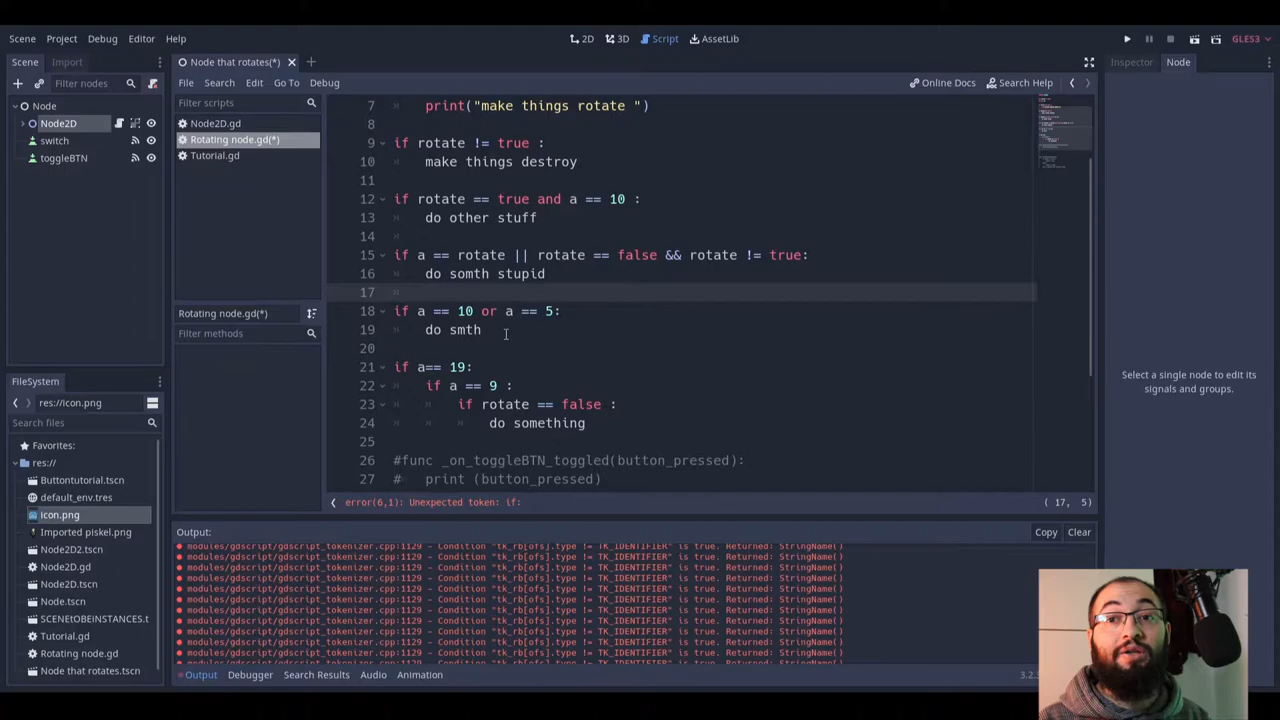 Scene Project Debug Editor Help
2D 3D Script AssetLib
GLES3
Scene Import
Node that rotates(*)
Inspector Node
Filter nodes
File Search Edit Go To Debug
Online Docs Search Help
Filter scripts
Node
Node2D
switch
toggleBTN
Node2D.gd
Rotating node.gd(*)
Tutorial.gd
Rotating node.gd(*)
Filter methods
7 print("make things rotate ")
8
9 if rotate != true :
10 make things destroy
11
12 if rotate == true and a == 10 :
13 do other stuff
14
15 if a == rotate || rotate == false && rotate != true:
16 do somth stupid
17
18 if a == 10 or a == 5:
19 do smth
20
21 if a== 19:
22 if a == 9 :
23 if rotate == false :
24 do something
25
26 #func _on_toggleBTN_toggled(button_pressed):
27 # print (button_pressed)
error(6,1): Unexpected token: if:
( 17, 5)
Select a single node to edit its
signals and groups.
FileSystem
res://icon.png
Search files
Favorites:
res://
Buttontutorial.tscn
default_env.tres
icon.png
Imported piskel.png
Node2D2.tscn
Node2D.gd
Node2D.tscn
Node.tscn
SCENEtOBEINSTANCES.t
Tutorial.gd
Rotating node.gd
Node that rotates.tscn
Output:
Copy Clear
modules/gdscript/gdscript_tokenizer.cpp:1129 - Condition "tk_rb[ofs].type != TK_IDENTIFIER" is true. Returned: StringName()
modules/gdscript/gdscript_tokenizer.cpp:1129 - Condition "tk_rb[ofs].type != TK_IDENTIFIER" is true. Returned: StringName()
modules/gdscript/gdscript_tokenizer.cpp:1129 - Condition "tk_rb[ofs].type != TK_IDENTIFIER" is true. Returned: StringName()
modules/gdscript/gdscript_tokenizer.cpp:1129 - Condition "tk_rb[ofs].type != TK_IDENTIFIER" is true. Returned: StringName()
modules/gdscript/gdscript_tokenizer.cpp:1129 - Condition "tk_rb[ofs].type != TK_IDENTIFIER" is true. Returned: StringName()
modules/gdscript/gdscript_tokenizer.cpp:1129 - Condition "tk_rb[ofs].type != TK_IDENTIFIER" is true. Returned: StringName()
modules/gdscript/gdscript_tokenizer.cpp:1129 - Condition "tk_rb[ofs].type != TK_IDENTIFIER" is true. Returned: StringName()
modules/gdscript/gdscript_tokenizer.cpp:1129 - Condition "tk_rb[ofs].type != TK_IDENTIFIER" is true. Returned: StringName()
modules/gdscript/gdscript_tokenizer.cpp:1129 - Condition "tk_rb[ofs].type != TK_IDENTIFIER" is true. Returned: StringName()
modules/gdscript/gdscript_tokenizer.cpp:1129 - Condition "tk_rb[ofs].type != TK_IDENTIFIER" is true. Returned: StringName()
modules/gdscript/gdscript_tokenizer.cpp:1129 - Condition "tk_rb[ofs].type != TK_IDENTIFIER" is true. Returned: StringName()
Output Debugger Search Results Audio Animation
3.2.3